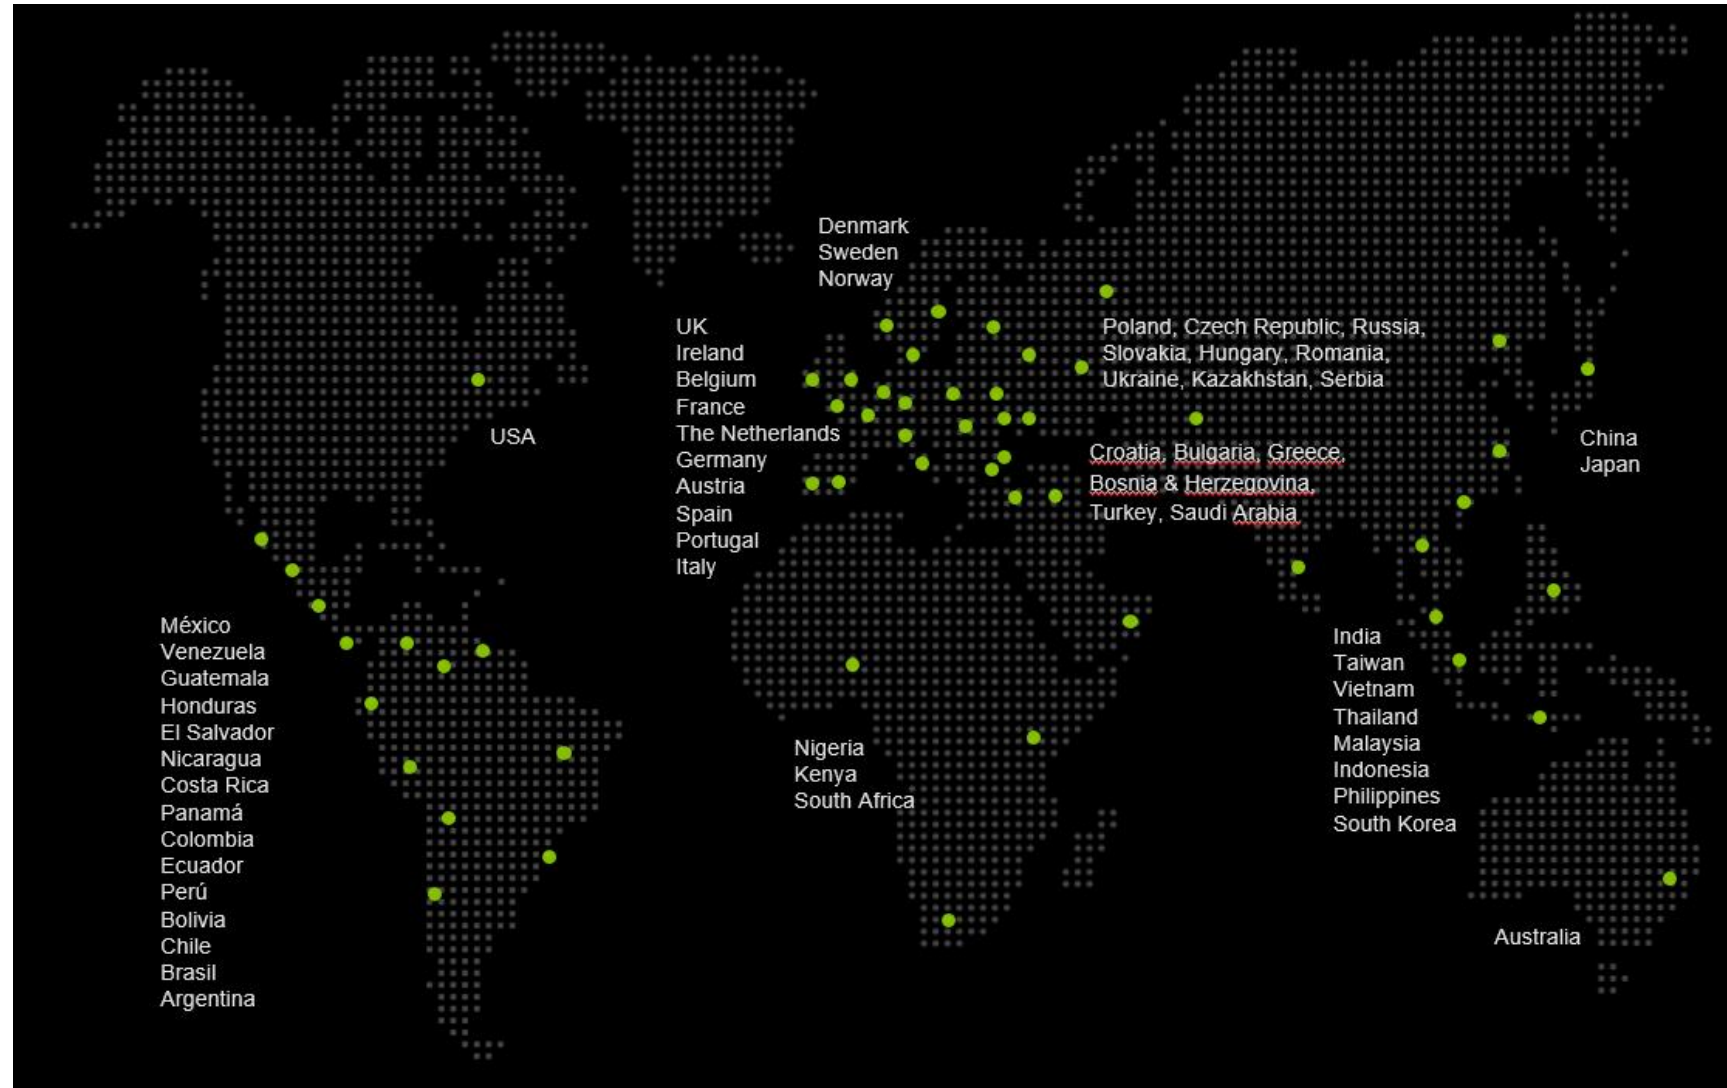 Denmark
Sweden
Norway
UK
Ireland
Belgium
France
The Netherlands
Germany
Austria
Spain
Portugal
Italy
Poland, Czech Republic, Russia,
Slovakia, Hungary, Romania,
Ukraine, Kazakhstan, Serbia
Croatia, Bulgaria, Greece,
Bosnia & Herzegovina,
Turkey, Saudi Arabia
USA
China
Japan
México
Venezuela
Guatemala
Honduras
El Salvador
Nicaragua
Costa Rica
Panamá
Colombia
Ecuador
Perú
Bolivia
Chile
Brasil
Argentina
Nigeria
Kenya
South Africa
India
Taiwan
Vietnam
Thailand
Malaysia
Indonesia
Philippines
South Korea
Australia